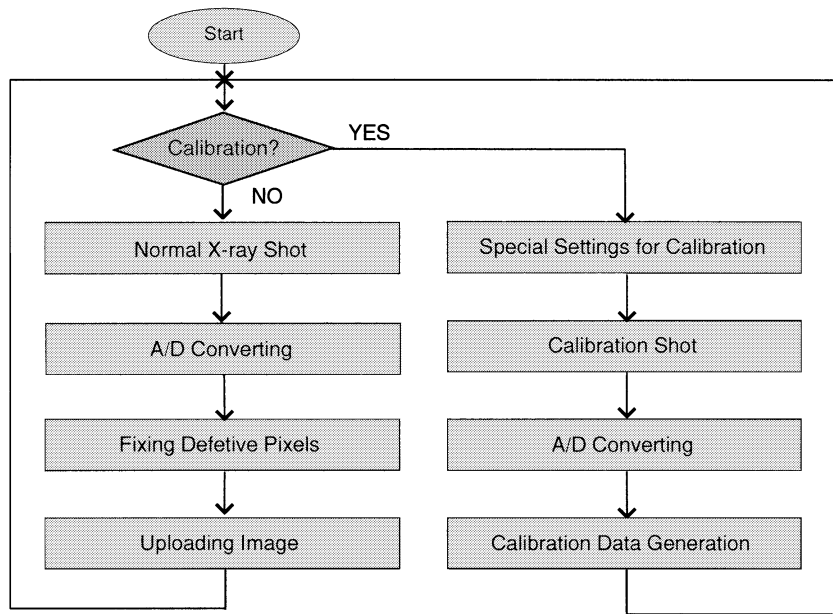 Start
Calibration?
YES
NO
Normal X-ray Shot
A/D Converting
Fixing Defetive Pixels
Uploading Image
Special Settings for Calibration
Calibration Shot
A/D Converting
Calibration Data Generation